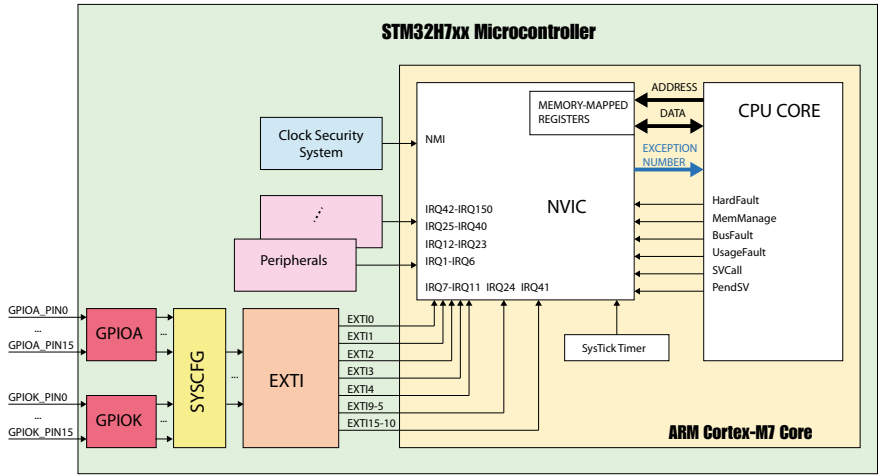 STM32H7xx Microcontroller
ADDRESS
MEMORY-MAPPED
REGISTERS
CPU CORE
DATA
Clock Security
System
NMI
EXCEPTION
NUMBER
NVIC
HardFault
MemManage
BusFault
UsageFault
SVCall
PendSV
IRQ42-IRQ150
IRQ25-IRQ40
IRQ12-IRQ23
IRQ1-IRQ6
...
Peripherals
IRQ7-IRQ11 IRQ24 IRQ41
GPIOA_PIN0
...
GPIOA_PIN15
GPIOA
...
GPIOK_PIN0
...
GPIOK_PIN15
GPIOK
...
SYSCFG
...
EXTI
EXTI0
EXTI1
EXTI2
EXTI3
EXTI4
EXTI9-5
EXTI15-10
SysTick Timer
ARM Cortex-M7 Core